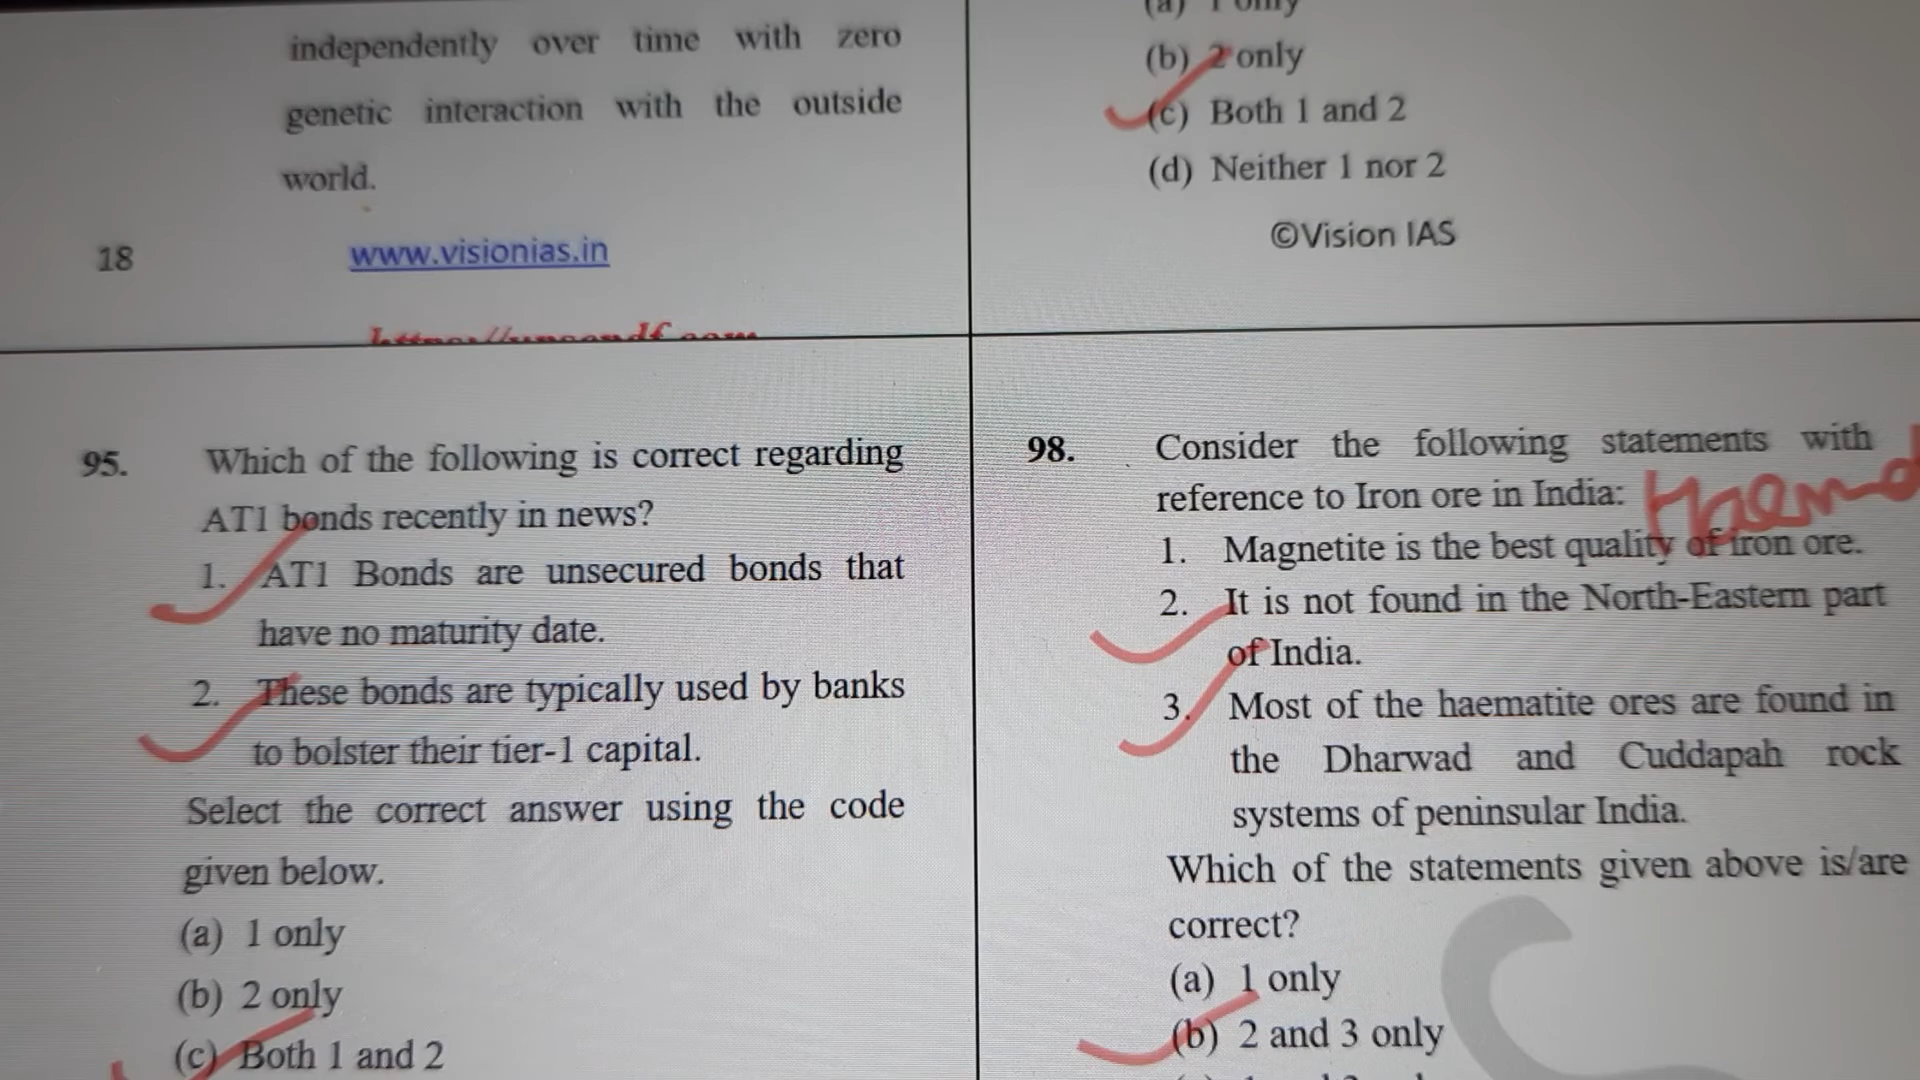 independently over time with zero
genetic interaction with the outside
world.
18 www.visionias.in
95. Which of the following is correct regarding
AT1 bonds recently in news?
1. AT1 Bonds are unsecured bonds that
have no maturity date.
2. These bonds are typically used by banks
to bolster their tier-1 capital.
Select the correct answer using the code
given below.
(a) 1 only
(b) 2 only
(c) Both 1 and 2
(a) 1 only
(b) 2 only
(c) Both 1 and 2
(d) Neither 1 nor 2
©Vision IAS
98. Consider the following statements with
reference to Iron ore in India:
1. Magnetite is the best quality of iron ore.
2. It is not found in the North-Eastern part
of India.
3. Most of the haematite ores are found in
the Dharwad and Cuddapah rock
systems of peninsular India.
Which of the statements given above is/are
correct?
(a) 1 only
(b) 2 and 3 only